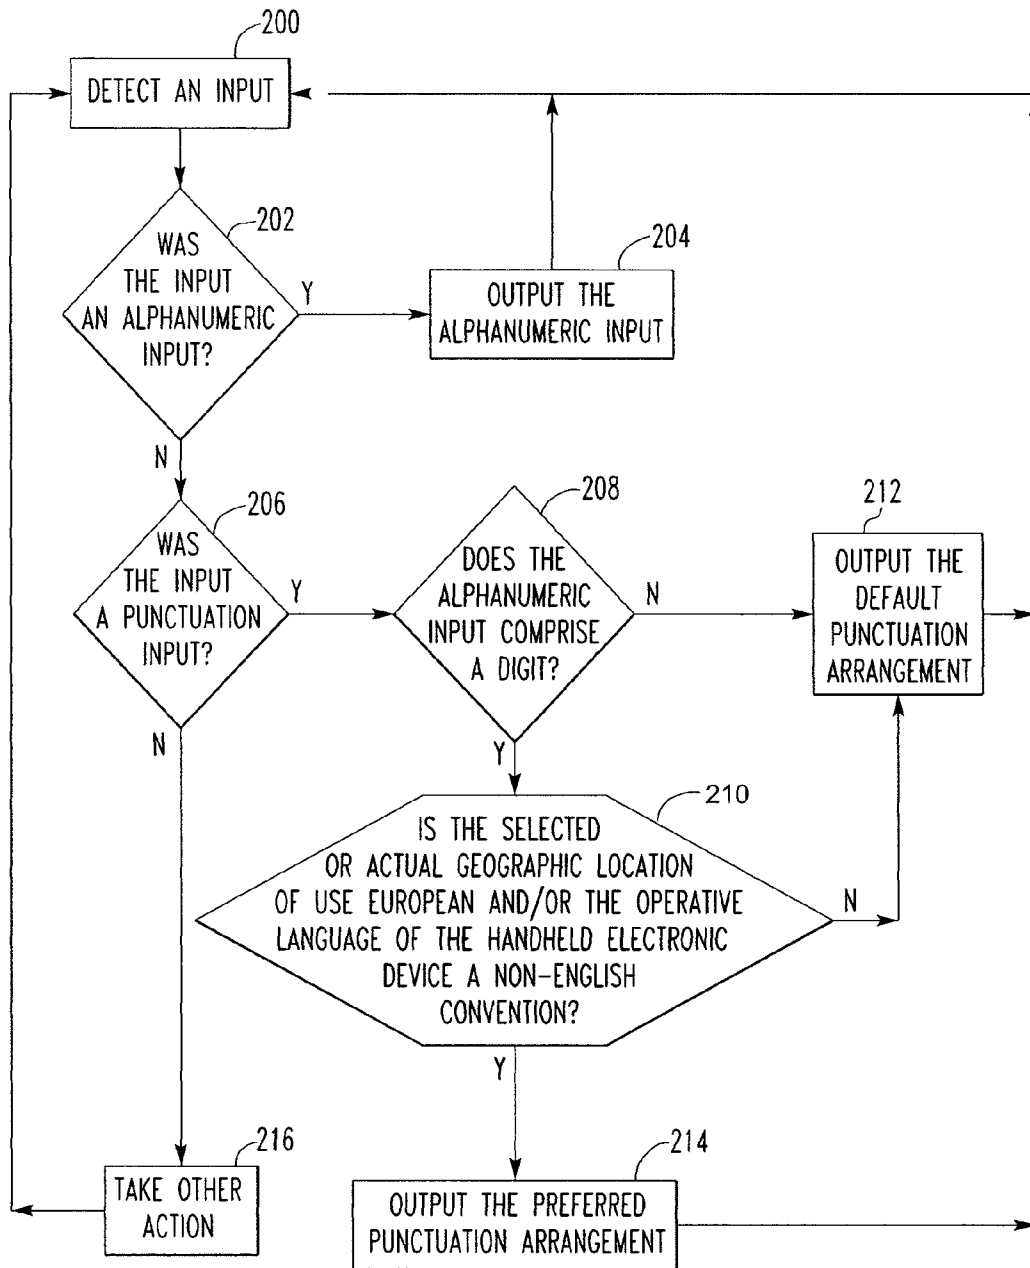 200
DETECT AN INPUT
202
WAS
THE INPUT
AN ALPHANUMERIC
INPUT?
Y
204
OUTPUT THE
ALPHANUMERIC INPUT
N
206
WAS
THE INPUT
A PUNCTUATION
INPUT?
Y
208
DOES THE
ALPHANUMERIC
INPUT COMPRISE
A DIGIT?
N
212
OUTPUT THE
DEFAULT
PUNCTUATION
ARRANGEMENT
N
Y
210
IS THE SELECTED
OR ACTUAL GEOGRAPHIC LOCATION
OF USE EUROPEAN AND/OR THE OPERATIVE
LANGUAGE OF THE HANDHELD ELECTRONIC
DEVICE A NON-ENGLISH
CONVENTION?
N
Y
216
TAKE OTHER
ACTION
214
OUTPUT THE PREFERRED
PUNCTUATION ARRANGEMENT